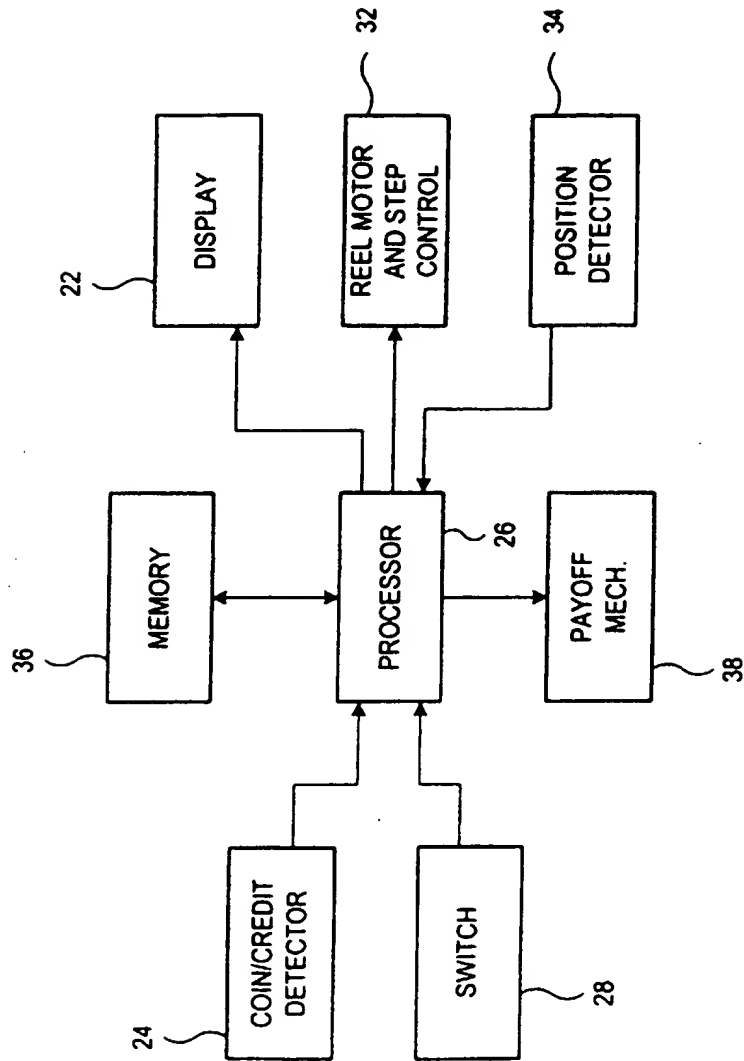 36
MEMORY
22
DISPLAY
24
COIN/CREDIT
DETECTOR
PROCESSOR
26
REEL MOTOR
AND STEP
CONTROL
32
SWITCH
28
PAYOFF
MECH.
38
POSITION
DETECTOR
34